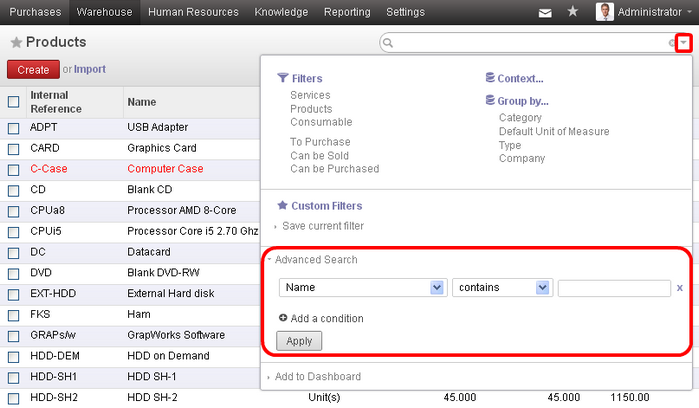 Purchases Warehouse Human Resources Knowledge Reporting Settings Administrator
Products
Create or Import
Internal Reference Name
ADPT USB Adapter
CARD Graphics Card
C-Case Computer Case
CD Blank CD
CPUa8 Processor AMD 8-Core
CPUi5 Processor Core i5 2.70 Ghz
DC Datacard
DVD Blank DVD-RW
EXT-HDD External Hard disk
FKS Ham
GRAPs/w GrapWorks Software
HDD-DEM HDD on Demand
HDD-SH1 HDD SH-1
HDD-SH2 HDD SH-2 Unit(s) 45.000 45.000 1150.00
Filters
Services
Products
Consumable
To Purchase
Can be Sold
Can be Purchased
Context...
Group by...
Category
Default Unit of Measure
Type
Company
Custom Filters
Save current filter
Advanced Search
Name contains x
Add a condition
Apply
Add to Dashboard